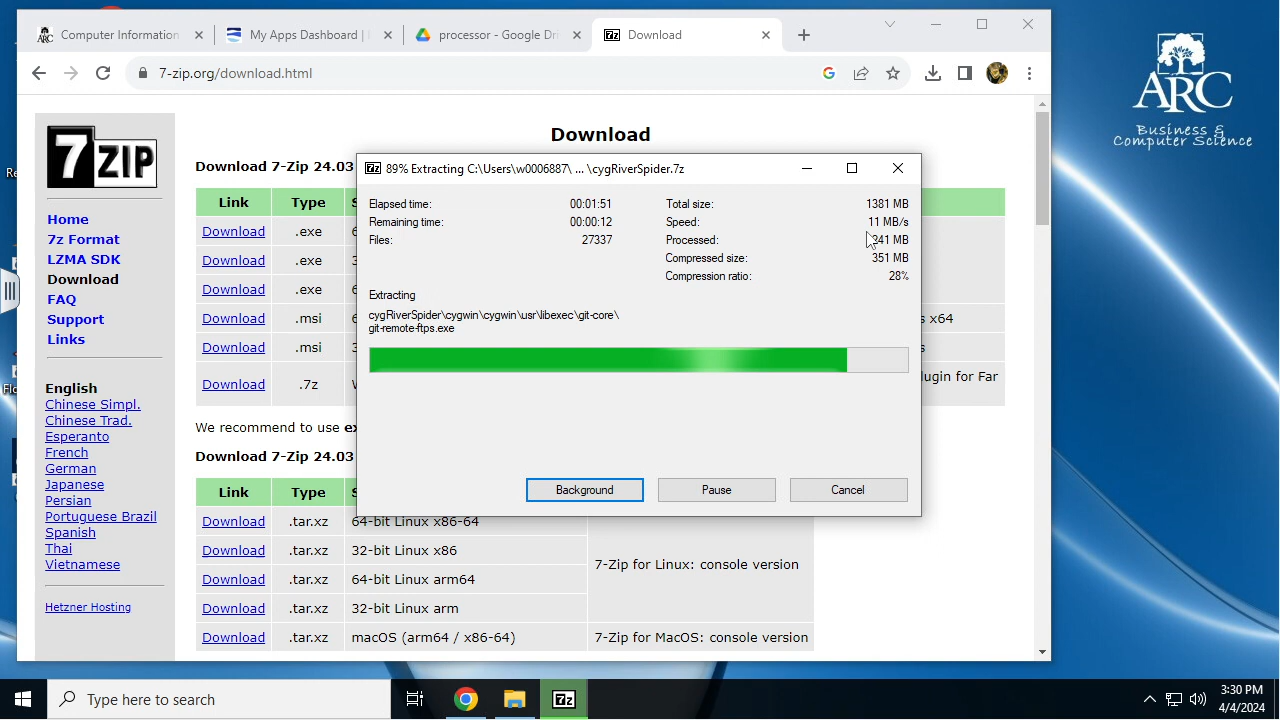 Computer Information
My Apps Dashboard |
processor - Google Dri
Download
7-zip.org/download.html
7ZIP
Home
7z Format
LZMA SDK
Download
FAQ
Support
Links
English
Chinese Simpl.
Chinese Trad.
Esperanto
French
German
Japanese
Persian
Portuguese Brazil
Spanish
Thai
Vietnamese
Hetzner Hosting
Download
Download 7-Zip 24.03
Link Type
Download .exe
Download .exe
Download .exe
Download .msi 6 s x64
Download .msi 3
Download .7z lugin for Far
We recommend to use ex
Download 7-Zip 24.03
Link Type S
Download .tar.xz 64-bit Linux x86-64
Download .tar.xz 32-bit Linux x86
7-Zip for Linux: console version
Download .tar.xz 64-bit Linux arm64
Download .tar.xz 32-bit Linux arm
Download .tar.xz macOS (arm64 / x86-64) 7-Zip for MacOS: console version
7z 89% Extracting C:\Users\w0006887\ ... \cygRiverSpider.7z
Elapsed time: 00:01:51 Total size: 1381 MB
Remaining time: 00:00:12 Speed: 11 MB/s
Files: 27337 Processed: 241 MB
Compressed size: 351 MB
Compression ratio: 28%
Extracting
cygRiverSpider\cygwin\cygwin\usr\libexec\git-core\
git-remote-ftps.exe
Background Pause Cancel
ARC
Business &
Computer Science
Type here to search
7z
3:30 PM
4/4/2024